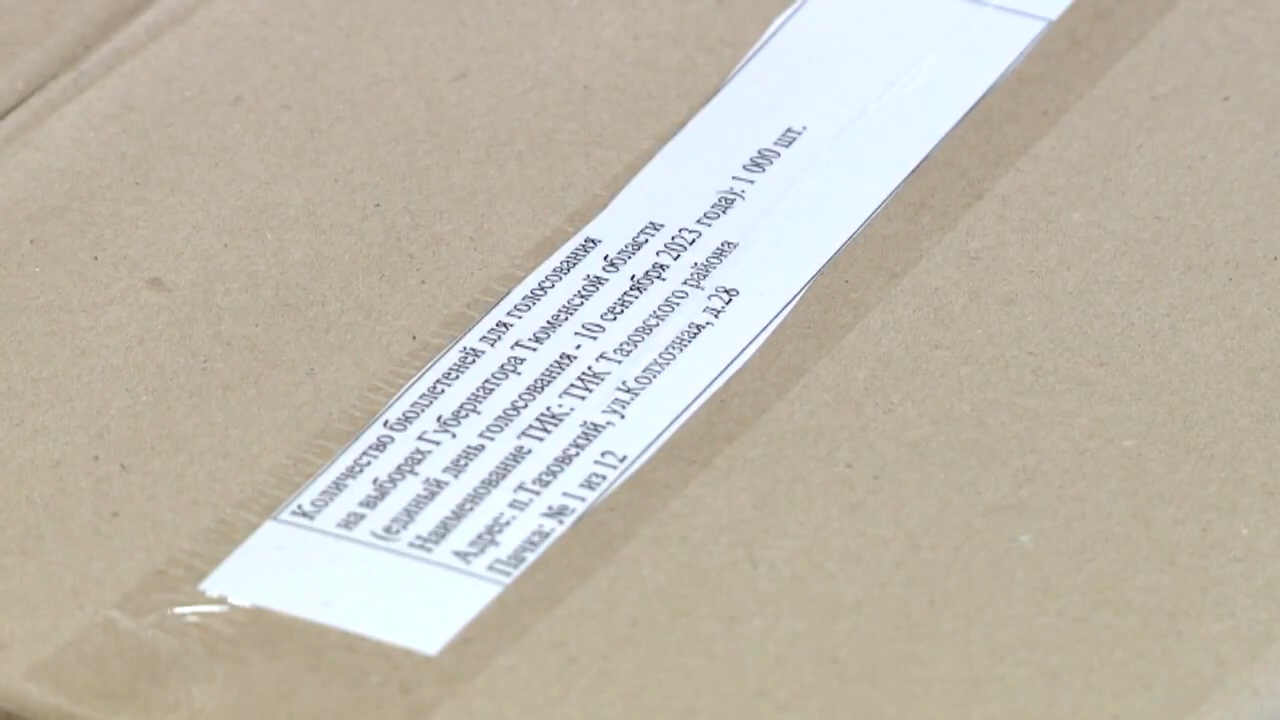 Количество бюллетеней для голосования
на выборах Губернатора Тюменской области
(единый день голосования - 10 сентября 2023 года): 1 000 шт.
Наименование ТИК: ТИК Тазовского района
Адрес: п.Тазовский, ул.Колхозная, д.28
Пачка: № 1 из 12